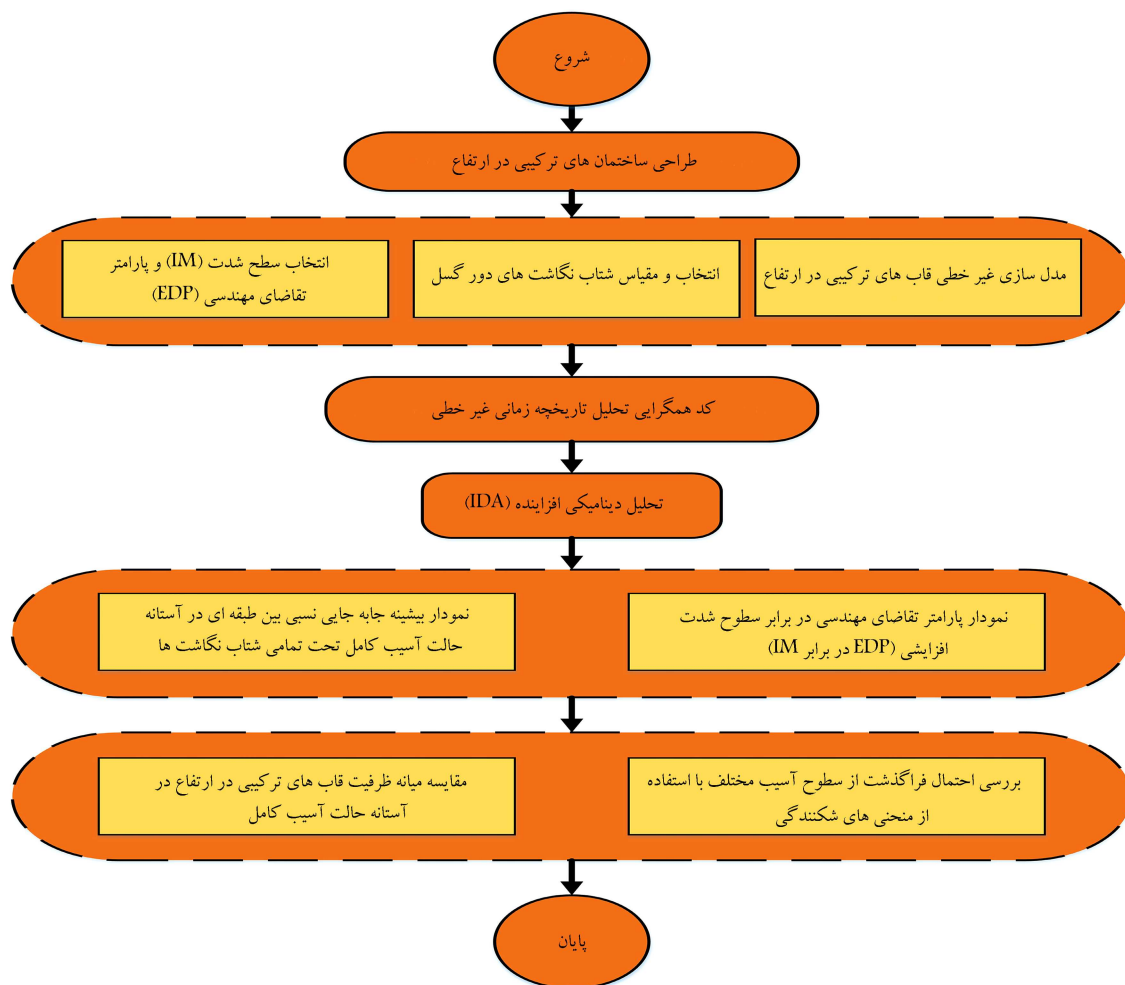 شروع
طراحی ساختمان های ترکیبی در ارتفاع
مدل سازی غیر خطی قاب های ترکیبی در ارتفاع
انتخاب و مقیاس شتاب نگاشت های دور گسل
انتخاب سطح شدت (IM) و پارامتر
تقاضای مهندسی (EDP)
کد همگرایی تحلیل تاریخچه زمانی غیر خطی
تحلیل دینامیکی افزاینده (IDA)
نمودار پارامتر تقاضای مهندسی در برابر سطوح شدت
افزایشی (EDP در برابر IM)
نمودار بیشینه جابه جایی نسبی بین طبقه ای در آستانه
حالت آسیب کامل تحت تمامی شتاب نگاشت ها
بررسی احتمال فراگذشت از سطوح آسیب مختلف با استفاده
از منحنی های شکنندگی
مقایسه میانه ظرفیت قاب های ترکیبی در ارتفاع در
آستانه حالت آسیب کامل
پایان